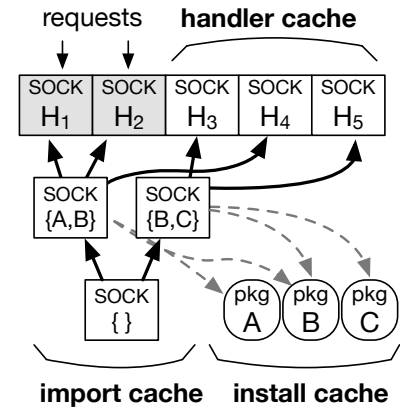 requests
handler cache
SOCK SOCK SOCK SOCK SOCK
H1 H2 H3 H4 H5
SOCK SOCK
{A,B} {B,C}
SOCK pkg pkg pkg
{ } A B C
import cache install cache